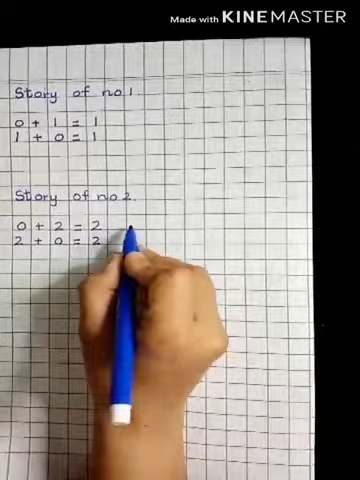 Made with KINEMASTER
Story of no 1.
0 + 1 = 1
1 + 0 = 1
Story of no 2.
0 + 2 = 2
2 + 0 = 2